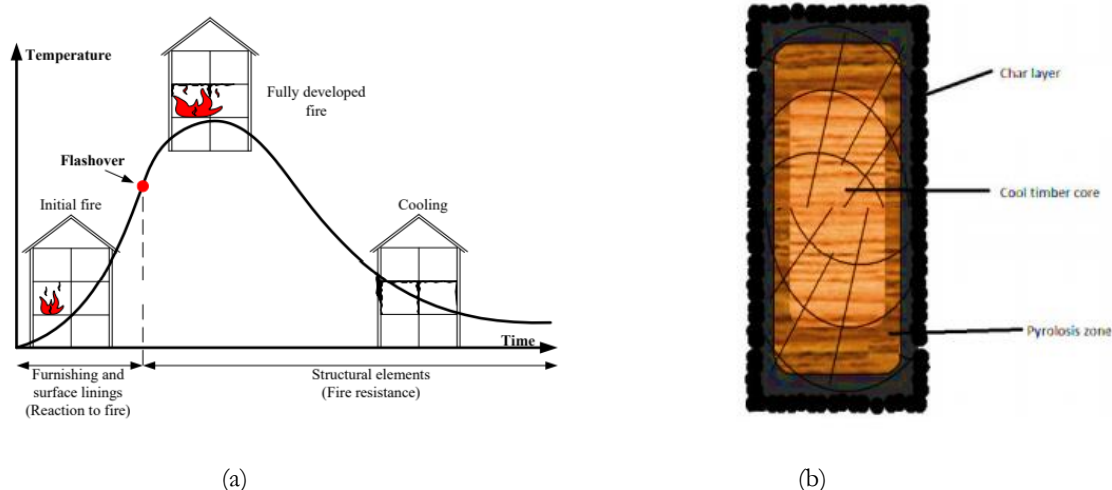 Temperature
Fully developed
fire
Flashover
Initial fire
Cooling
Time
Furnishing and
surface linings
(Reaction to fire)
Structural elements
(Fire resistance)
(a)
Char layer
Cool timber core
Pyrolosis zone
(b)